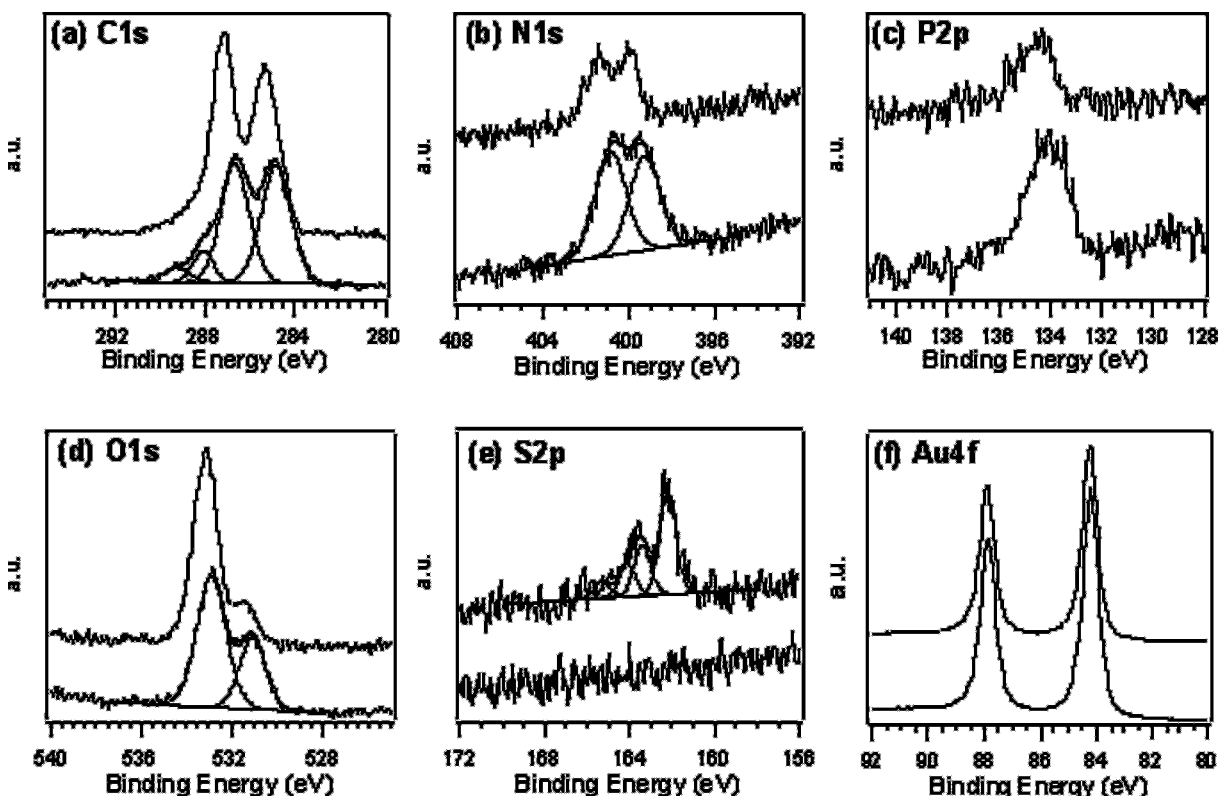 (a) C1s
a.u.
292 288 284 280
Binding Energy (eV)
(b) N1s
a.u.
408 404 400 396 392
Binding Energy (eV)
(c) P2p
a.u.
140 138 136 134 132 130 128
Binding Energy (eV)
(d) O1s
a.u.
540 536 532 528
Binding Energy (eV)
(e) S2p
a.u.
172 168 164 160 156
Binding Energy (eV)
(f) Au4f
a.u.
92 90 88 86 84 82 80
Binding Energy (eV)